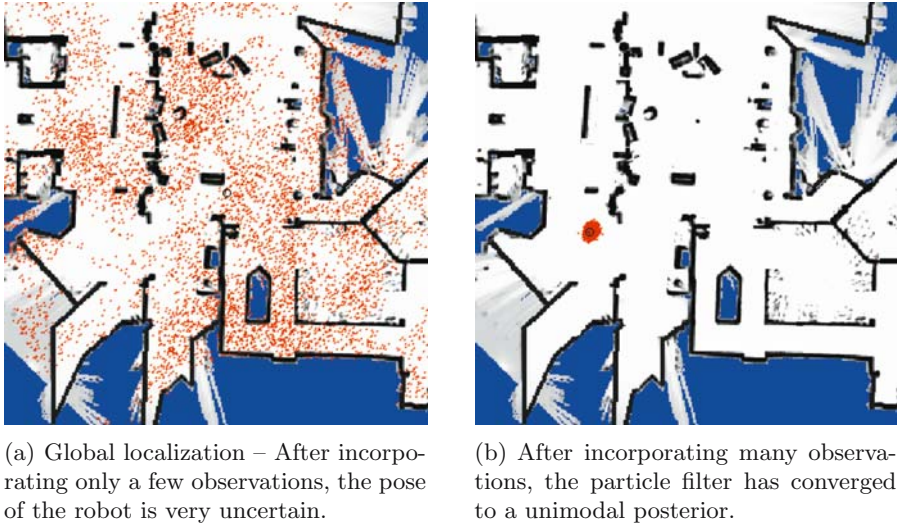 (a) Global localization – After incorpo-
rating only a few observations, the pose
of the robot is very uncertain.
(b) After incorporating many observa-
tions, the particle filter has converged
to a unimodal posterior.